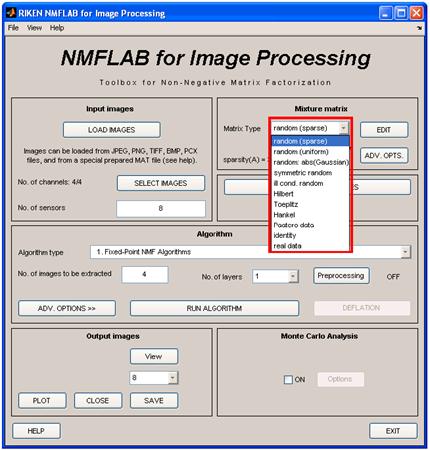 RIKEN NMFLAB for Image Processing
File View Help
NMFLAB for Image Processing
Toolbox for Non-Negative Matrix Factorization
Input images
LOAD IMAGES
Images can be loaded from JPEG, PNG, TIFF, BMP, PCX
files, and from a special prepared MAT file (see help).
No. of channels: 4/4
SELECT IMAGES
No. of sensors
8
Mixture matrix
Matrix Type
random (sparse)
EDIT
sparsity(A) =
ADV. OPTS.
random (sparse)
random (uniform)
random: abs(Gaussian)
symmetric random
ill cond. random
Hilbert
Toeplitz
Hankel
identity
real data
Algorithm
Algorithm type
1. Fixed-Point NMF Algorithms
No. of images to be extracted
4
No. of layers
1
Preprocessing
OFF
ADV. OPTIONS >>
RUN ALGORITHM
DEFLATION
Output images
View
8
PLOT
CLOSE
SAVE
Monte Carlo Analysis
ON
Options
HELP
EXIT